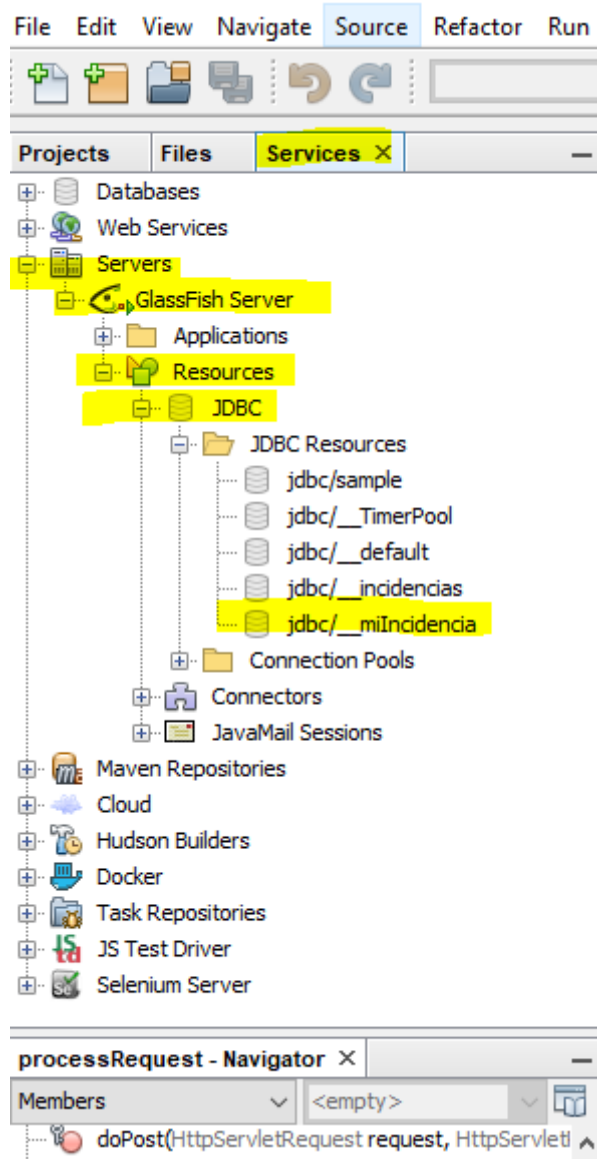 File Edit View Navigate Source Refactor Run
Projects Files Services
Databases
Web Services
Servers
GlassFish Server
Applications
Resources
JDBC
JDBC Resources
jdbc/sample
jdbc/__TimerPool
jdbc/__default
jdbc/__incidencias
jdbc/__miIncidencia
Connection Pools
Connectors
JavaMail Sessions
Maven Repositories
Cloud
Hudson Builders
Docker
Task Repositories
JS Test Driver
Selenium Server
processRequest - Navigator
Members <empty>
doPost(HttpServletRequest request, HttpServletl